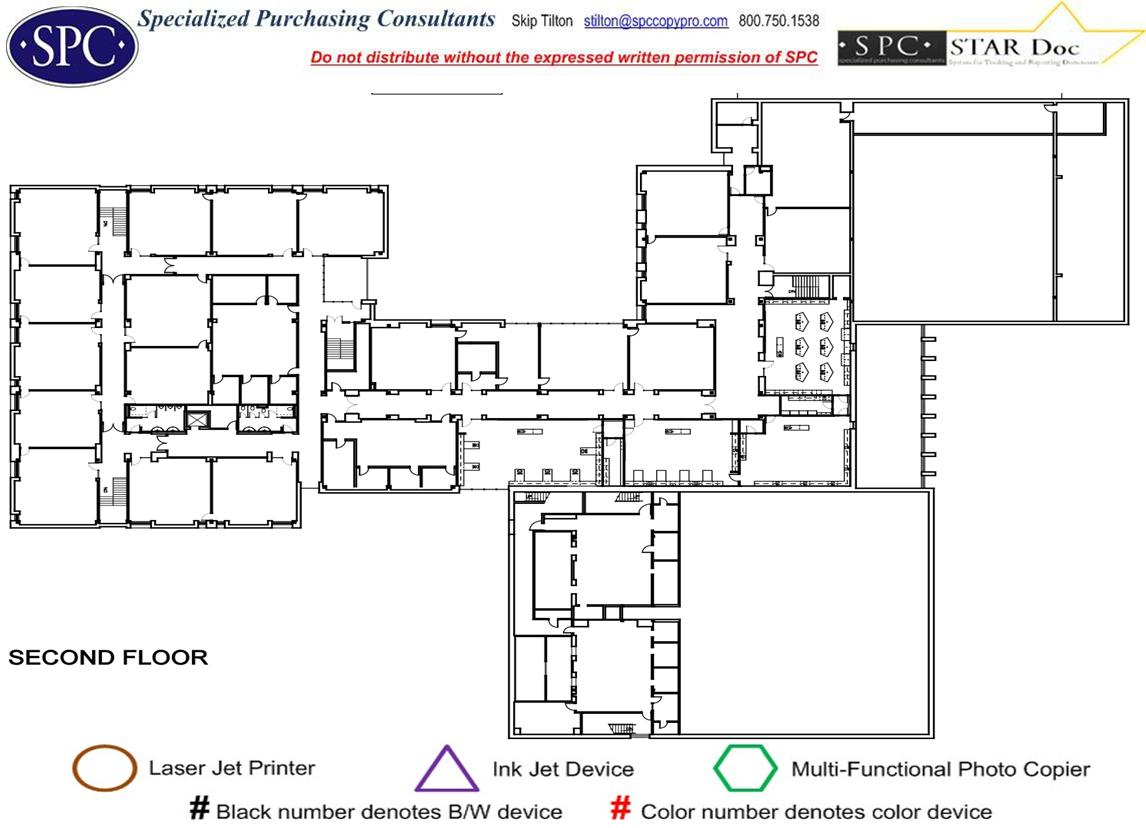 SPC
Specialized Purchasing Consultants Skip Tilton stilton@spccopypro.com 800.750.1538
Do not distribute without the expressed written permission of SPC
·SPC· STAR Doc
specialized purchasing consultants System for Tracking and Reporting Documents
SECOND FLOOR
Laser Jet Printer Ink Jet Device Multi-Functional Photo Copier
# Black number denotes B/W device # Color number denotes color device